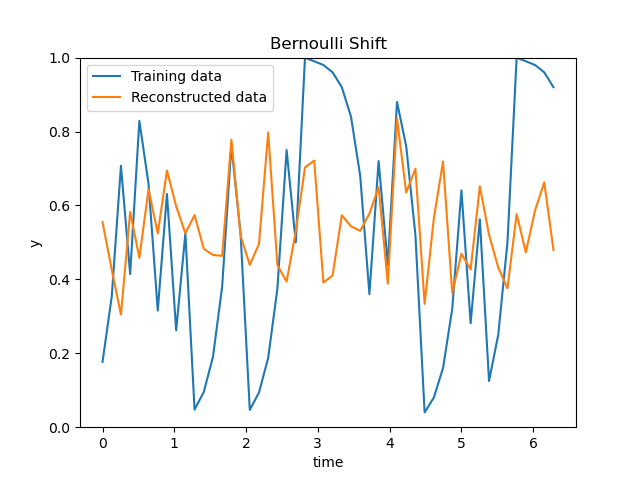 Bernoulli Shift
Training data
Reconstructed data
1.0
0.8
0.6
0.4
0.2
0.0
y
0 1 2 3 4 5 6
time